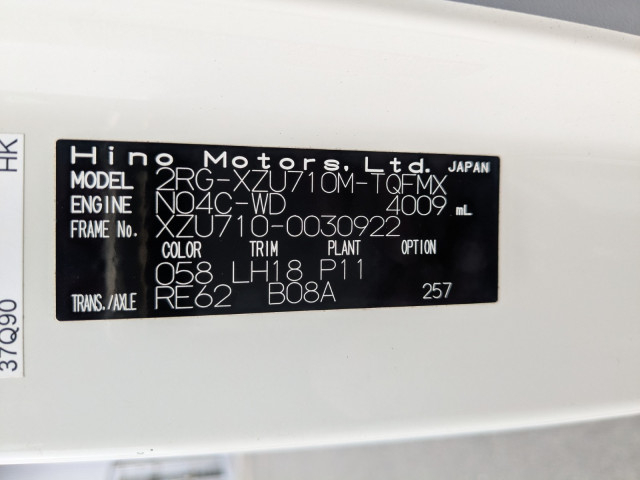 Hino Motors, Ltd. JAPAN
MODEL 2RG-XZU710M-TQFMX
ENGINE N04C-WD 4009 mL
FRAME No. XZU710-0030922
COLOR TRIM PLANT OPTION
058 LH18 P11
TRANS./AXLE RE62 B08A 257
37Q90 HK